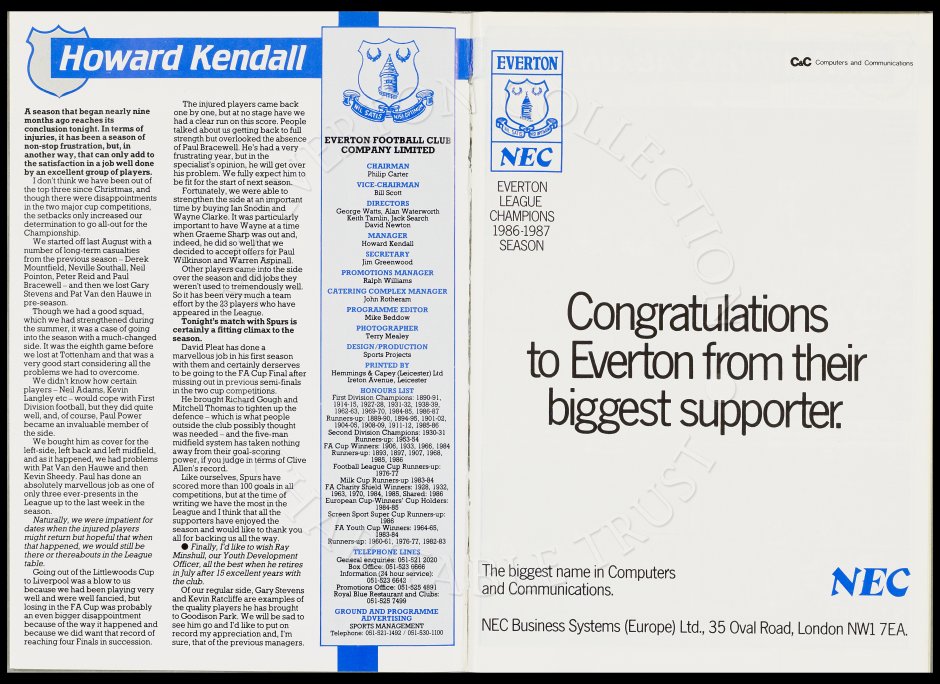 Howard Kendall
A season that began nearly nine
months ago reaches its
conclusion tonight. In terms of
injuries, it has been a season of
non-stop frustration, but, in
another way, that can only add to
the satisfaction in a job well done
by an excellent group of players.
I don't think we have been out of
the top three since Christmas, and
though there were disappointments
in the two major cup competitions,
the setbacks only increased our
determination to go all-out for the
Championship.
We started off last August with a
number of long-term casualties
from the previous season – Derek
Mountfield, Neville Southall, Neil
Pointon, Peter Reid and Paul
Bracewell – and then we lost Gary
Stevens and Pat Van den Hauwe in
pre-season.
Though we had a good squad,
which we had strengthened during
the summer, it was a case of going
into the season with a much-changed
side. It was the eighth game before
we lost at Tottenham and that was a
very good start considering all the
problems we had to overcome.
We didn't know how certain
players – Neil Adams, Kevin
Langley etc – would cope with First
Division football, but they did quite
well, and, of course, Paul Power
became an invaluable member of
the side.
We bought him as cover for the
left-side, left back and left midfield,
and as it happened, we had problems
with Pat Van den Hauwe and then
Kevin Sheedy. Paul has done an
absolutely marvellous job as one of
only three ever-presents in the
League up to the last week in the
season.
Naturally, we were impatient for
dates when the injured players
might return but hopeful that when
that happened, we would still be
there or thereabouts in the League
table.
Going out of the Littlewoods Cup
to Liverpool was a blow to us
because we had been playing very
well and were well fancied, but
losing in the FA Cup was probably
an even bigger disappointment
because of the way it happened and
because we did want that record of
reaching four Finals in succession.
The injured players came back
one by one, but at no stage have we
had a clear run on this score. People
talked about us getting back to full
strength but overlooked the absence
of Paul Bracewell. He's had a very
frustrating year, but in the
specialist's opinion, he will get over
his problem. We fully expect him to
be fit for the start of next season.
Fortunately, we were able to
strengthen the side at an important
time by buying Ian Snodin and
Wayne Clarke. It was particularly
important to have Wayne at a time
when Graeme Sharp was out and,
indeed, he did so well that we
decided to accept offers for Paul
Wilkinson and Warren Aspinall.
Other players came into the side
over the season and did jobs they
weren't used to tremendously well.
So it has been very much a team
effort by the 23 players who have
appeared in the League.
Tonight's match with Spurs is
certainly a fitting climax to the
season.
David Pleat has done a
marvellous job in his first season
with them and certainly deserves
to be going to the FA Cup Final after
missing out in previous semi-finals
in the two cup competitions.
He brought Richard Gough and
Mitchell Thomas to tighten up the
defence – which is what people
outside the club possibly thought
was needed – and the five-man
midfield system has taken nothing
away from their goal-scoring
power, if you judge in terms of Clive
Allen's record.
Like ourselves, Spurs have
scored more than 100 goals in all
competitions, but at the time of
writing we have the most in the
League and I think that all the
supporters have enjoyed the
season and would like to thank you
all for backing us all the way.
● Finally, I'd like to wish Ray
Minshull, our Youth Development
Officer, all the best when he retires
in July after 15 excellent years with
the club.
Of our regular side, Gary Stevens
and Kevin Ratcliffe are examples of
the quality players he has brought
to Goodison Park. We will be sad to
see him go and I'd like to put on
record my appreciation and, I'm
sure, that of the previous managers.
NIL SATIS NISI OPTIMUM
EVERTON FOOTBALL CLUB
COMPANY LIMITED
CHAIRMAN
Philip Carter
VICE-CHAIRMAN
Bill Scott
DIRECTORS
George Watts, Alan Waterworth
Keith Tamlin, Jack Search
David Newton
MANAGER
Howard Kendall
SECRETARY
Jim Greenwood
PROMOTIONS MANAGER
Ralph Williams
CATERING COMPLEX MANAGER
John Rotheram
PROGRAMME EDITOR
Mike Beddow
PHOTOGRAPHER
Terry Mealey
DESIGN/PRODUCTION
Sports Projects
PRINTED BY
Hemmings & Capey (Leicester) Ltd
Ireton Avenue, Leicester
HONOURS LIST
First Division Champions: 1890-91,
1914-15, 1927-28, 1931-32, 1938-39,
1962-63, 1969-70, 1984-85, 1986-87
Runners-up: 1889-90, 1894-95, 1901-02,
1904-05, 1908-09, 1911-12, 1985-86
Second Division Champions: 1930-31
Runners-up: 1953-54
FA Cup Winners: 1906, 1933, 1966, 1984
Runners-up: 1893, 1897, 1907, 1968,
1985, 1986
Football League Cup Runners-up:
1976-77
Milk Cup Runners-up 1983-84
FA Charity Shield Winners: 1928, 1932,
1963, 1970, 1984, 1985, Shared: 1986
European Cup-Winners' Cup Holders:
1984-85
Screen Sport Super Cup Runners-up:
1986
FA Youth Cup Winners: 1964-65,
1983-84
Runners-up: 1960-61, 1976-77, 1982-83
TELEPHONE LINES
General enquiries: 051-521 2020
Box Office: 051-523 6666
Information (24 hour service):
051-523 6642
Promotions Office: 051-525 4891
Royal Blue Restaurant and Clubs:
051-525 7499
GROUND AND PROGRAMME
ADVERTISING
SPORTS MANAGEMENT
Telephone: 051-521-1492 / 051-530-1100
EVERTON
NEC
EVERTON
LEAGUE
CHAMPIONS
1986-1987
SEASON
C&C Computers and Communications
Congratulations
to Everton from their
biggest supporter.
The biggest name in Computers
and Communications.
NEC
NEC Business Systems (Europe) Ltd., 35 Oval Road, London NW1 7EA.
EVERTON COLLECTION
CHARITABLE TRUST